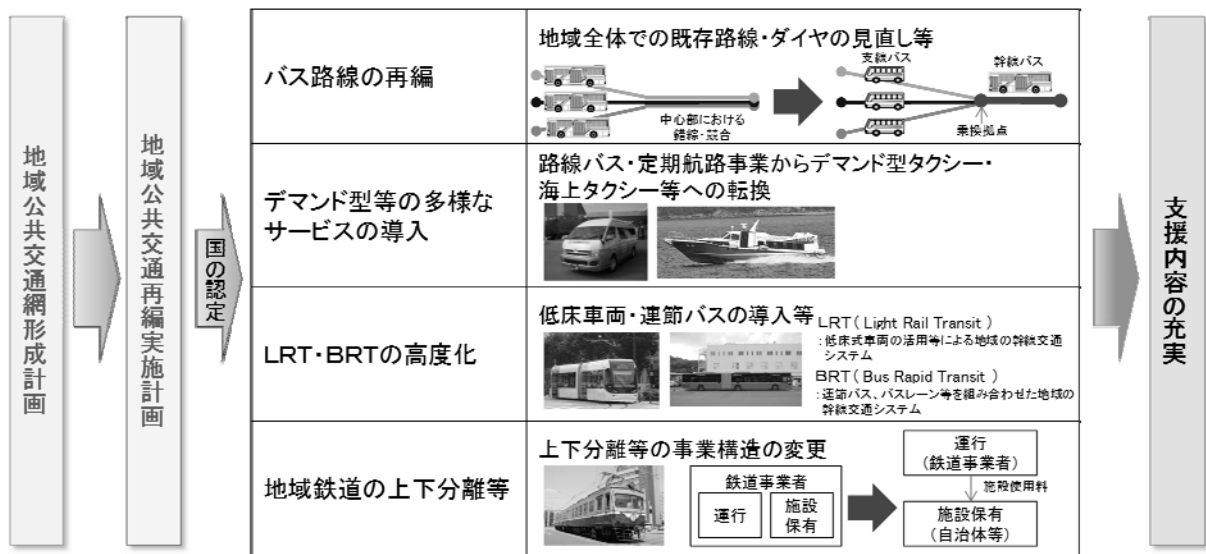 地域公共交通網形成計画
地域公共交通再編実施計画
国の認定
バス路線の再編
地域全体での既存路線・ダイヤの見直し等
中心部における
錯綜・競合
支線バス
幹線バス
乗換拠点
デマンド型等の多様な
サービスの導入
路線バス・定期航路事業からデマンド型タクシー・
海上タクシー等への転換
LRT・BRTの高度化
低床車両・連節バスの導入等
LRT( Light Rail Transit )
:低床式車両の活用等による地域の幹線交通
システム
BRT( Bus Rapid Transit )
:連節バス、バスレーン等を組み合わせた地域の
幹線交通システム
地域鉄道の上下分離等
上下分離等の事業構造の変更
鉄道事業者
運行
施設
保有
運行
(鉄道事業者)
施設使用料
施設保有
(自治体等)
支援内容の充実